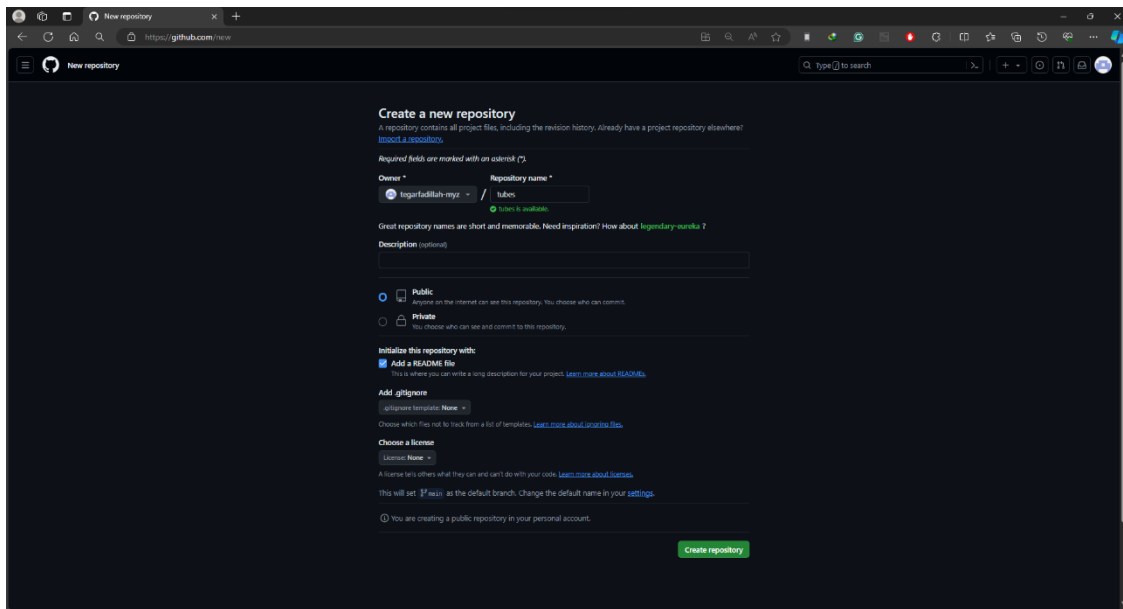 New repository
https://github.com/new
New repository
Type / to search
Create a new repository
A repository contains all project files, including the revision history. Already have a project repository elsewhere?
Import a repository.
Required fields are marked with an asterisk (*).
Owner * Repository name *
tegarfadillah-myz / tubes
tubes is available.
Great repository names are short and memorable. Need inspiration? How about legendary-eureka ?
Description (optional)
Public
Anyone on the internet can see this repository. You choose who can commit.
Private
You choose who can see and commit to this repository.
Initialize this repository with:
Add a README file
This is where you can write a long description for your project. Learn more about READMEs.
Add .gitignore
.gitignore template: None
Choose which files not to track from a list of templates. Learn more about ignoring files.
Choose a license
License: None
A license tells others what they can and can't do with your code. Learn more about licenses.
This will set main as the default branch. Change the default name in your settings.
You are creating a public repository in your personal account.
Create repository